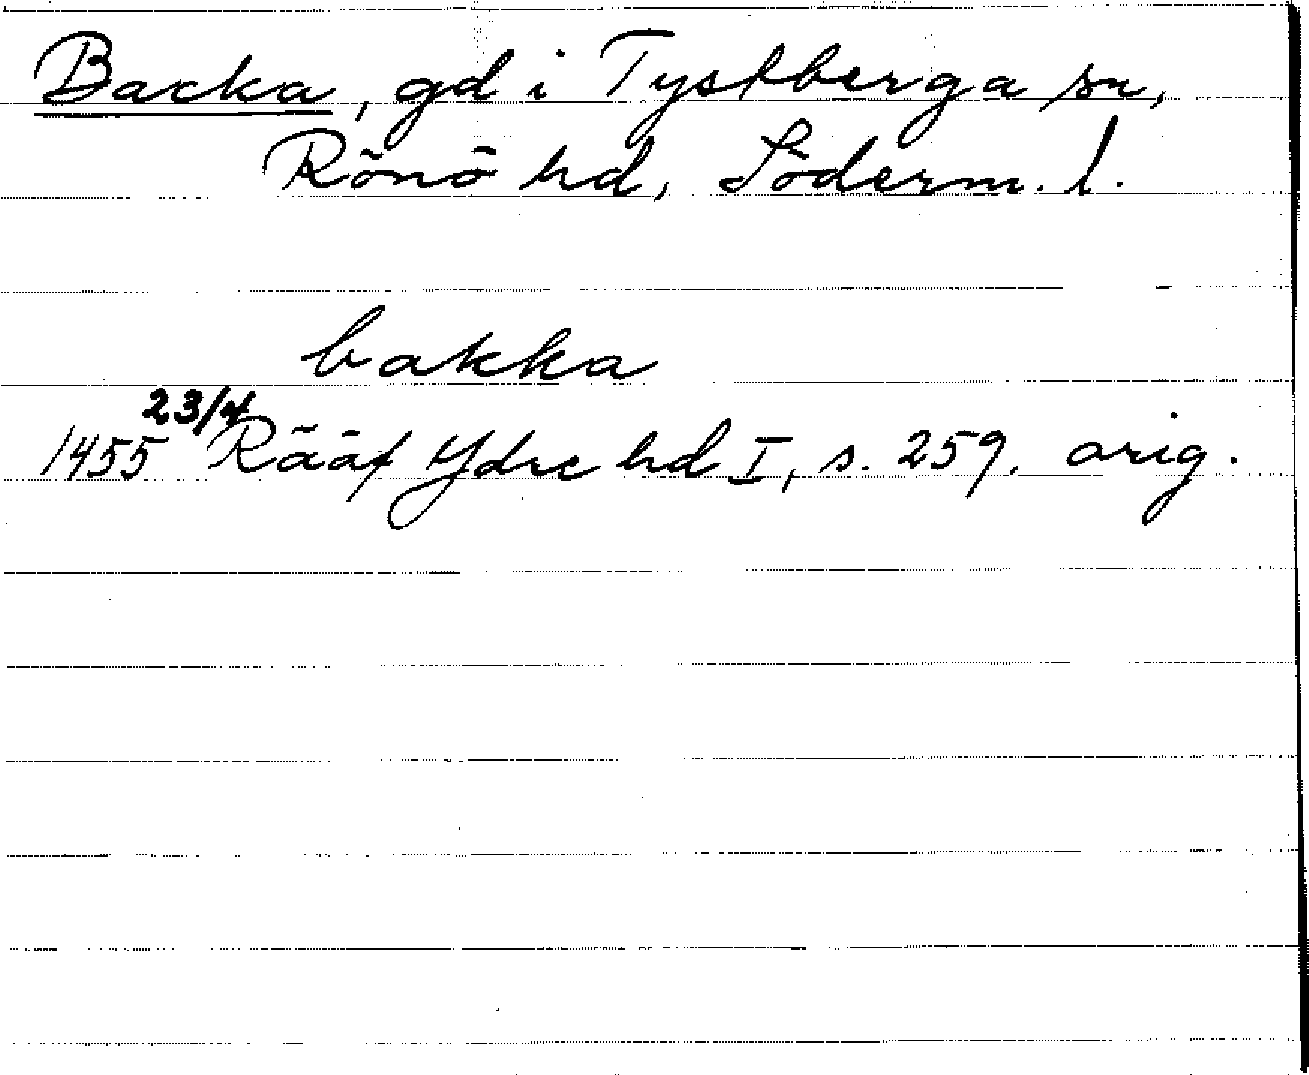 Backa, gd i Tystberga sn,
Rönö hd, Söderm. l.
bakka
1455 23/4 Rääf Ydre hd I, s. 259. orig.